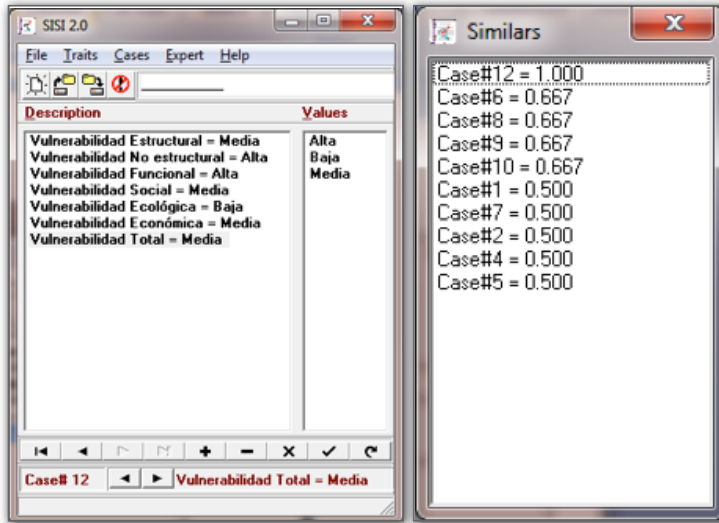 SISI 2.0
File Traits Cases Expert Help
Description Values
Vulnerabilidad Estructural = Media
Vulnerabilidad No estructural = Alta
Vulnerabilidad Funcional = Alta
Vulnerabilidad Social = Media
Vulnerabilidad Ecológica = Baja
Vulnerabilidad Económica = Media
Vulnerabilidad Total = Media
Alta
Baja
Media
Case# 12 Vulnerabilidad Total = Media
Similars
Case#12 = 1.000
Case#6 = 0.667
Case#8 = 0.667
Case#9 = 0.667
Case#10 = 0.667
Case#1 = 0.500
Case#7 = 0.500
Case#2 = 0.500
Case#4 = 0.500
Case#5 = 0.500